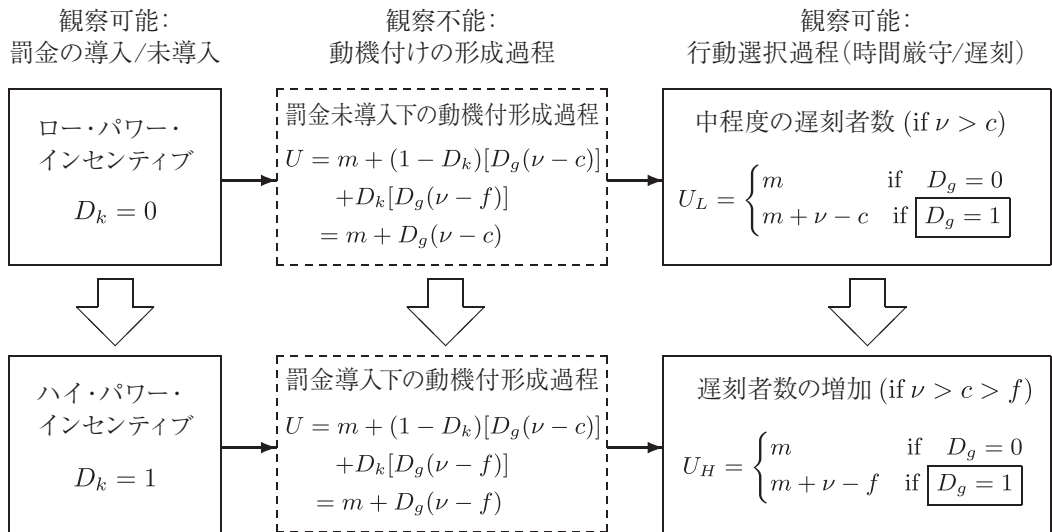 観察可能：
罰金の導入/未導入
観察不能：
動機付けの形成過程
観察可能：
行動選択過程（時間厳守/遅刻）
ロー・パワー・
インセンティブ
D_k = 0
罰金未導入下の動機付形成過程
U = m + (1 − D_k)[D_g(ν − c)]
+D_k[D_g(ν − f)]
= m + D_g(ν − c)
中程度の遅刻者数 (if ν > c)
U_L = { m if D_g = 0
m + ν − c if D_g = 1
ハイ・パワー・
インセンティブ
D_k = 1
罰金導入下の動機付形成過程
U = m + (1 − D_k)[D_g(ν − c)]
+D_k[D_g(ν − f)]
= m + D_g(ν − f)
遅刻者数の増加 (if ν > c > f)
U_H = { m if D_g = 0
m + ν − f if D_g = 1